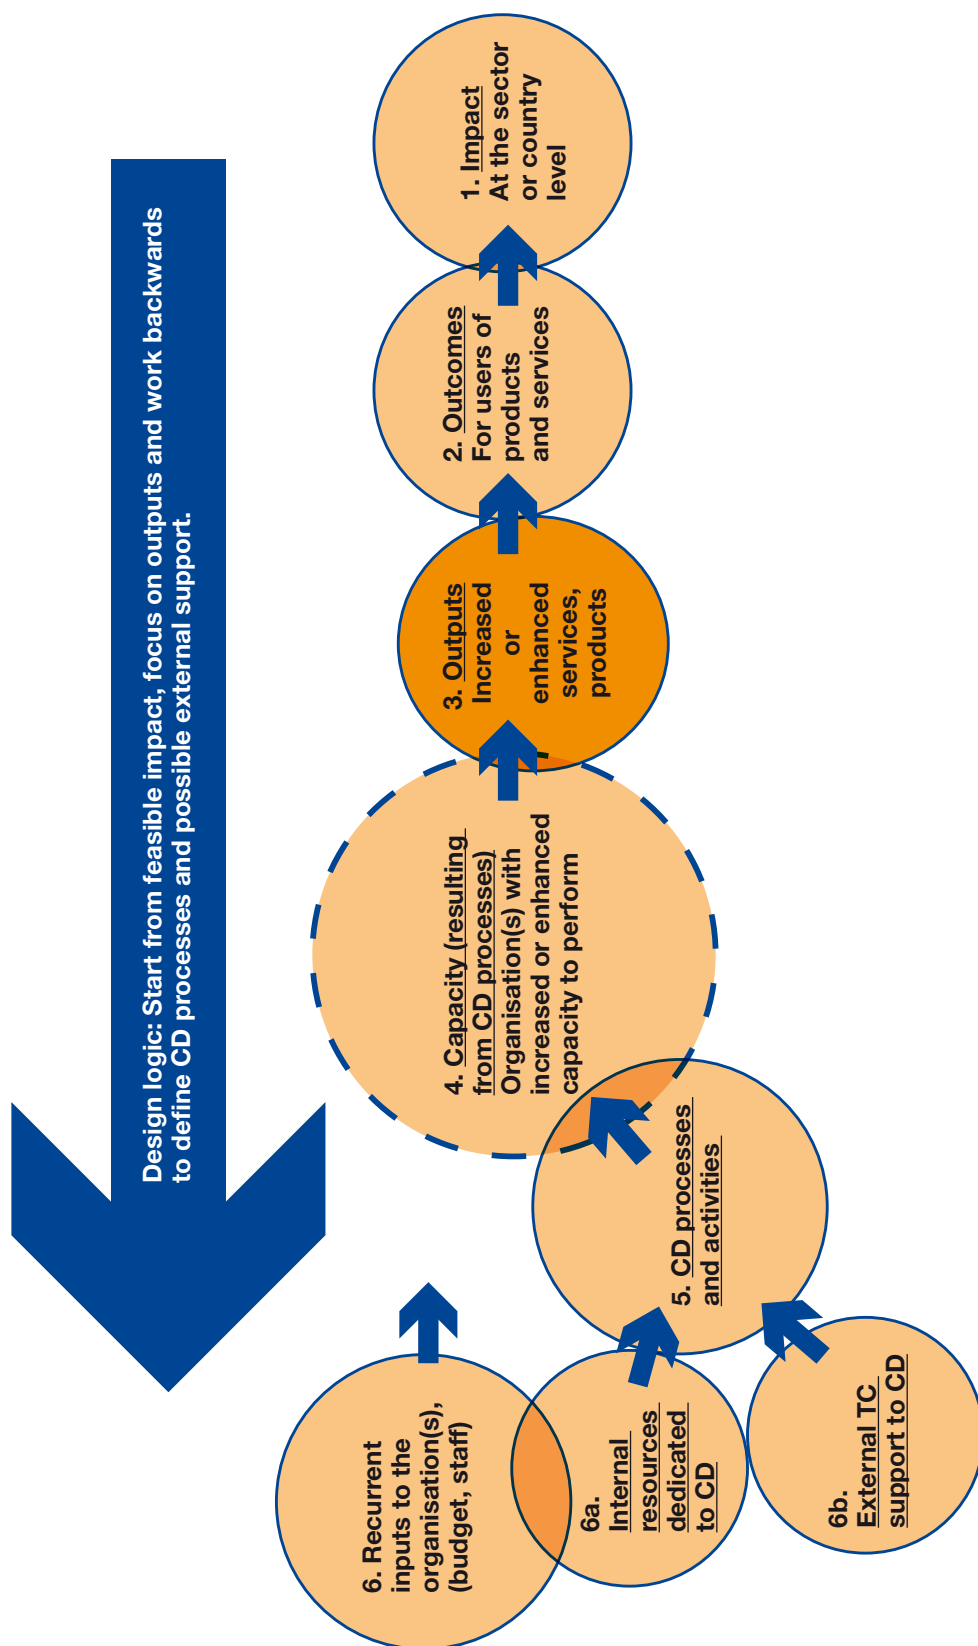 Design logic: Start from feasible impact, focus on outputs and work backwards
to define CD processes and possible external support.
6. Recurrent
inputs to the
organisation(s),
(budget, staff)
6a.
Internal
resources
dedicated
to CD
6b.
External TC
support to CD
5. CD processes
and activities
4. Capacity (resulting
from CD processes)
Organisation(s) with
increased or enhanced
capacity to perform
3. Outputs
Increased
or
enhanced
services,
products
2. Outcomes
For users of
products
and services
1. Impact
At the sector
or country
level